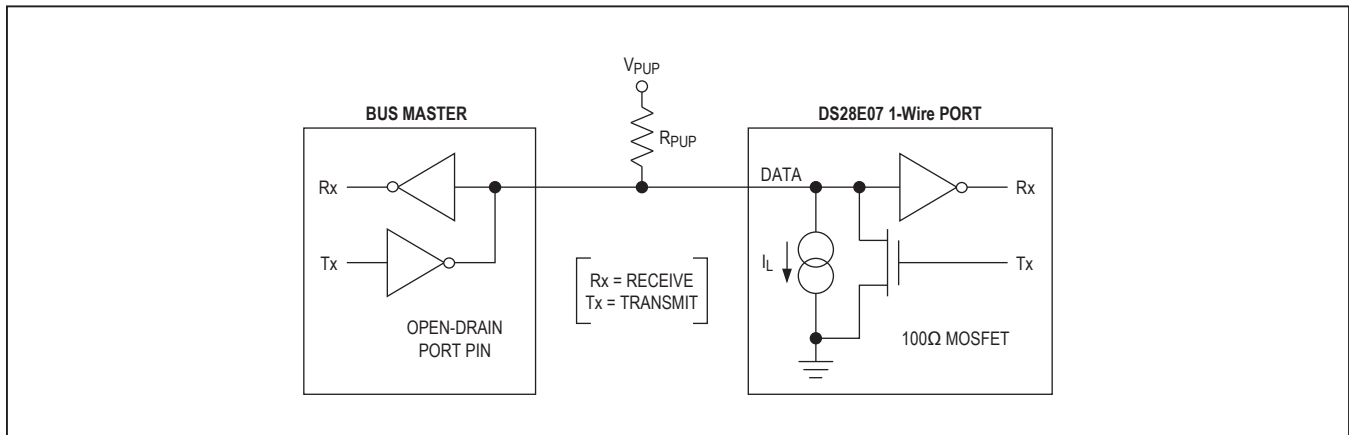 VPUP
BUS MASTER
DS28E07 1-Wire PORT
RPUP
Rx
DATA
Rx
Tx
IL
Tx
Rx = RECEIVE
Tx = TRANSMIT
OPEN-DRAIN
PORT PIN
100Ω MOSFET